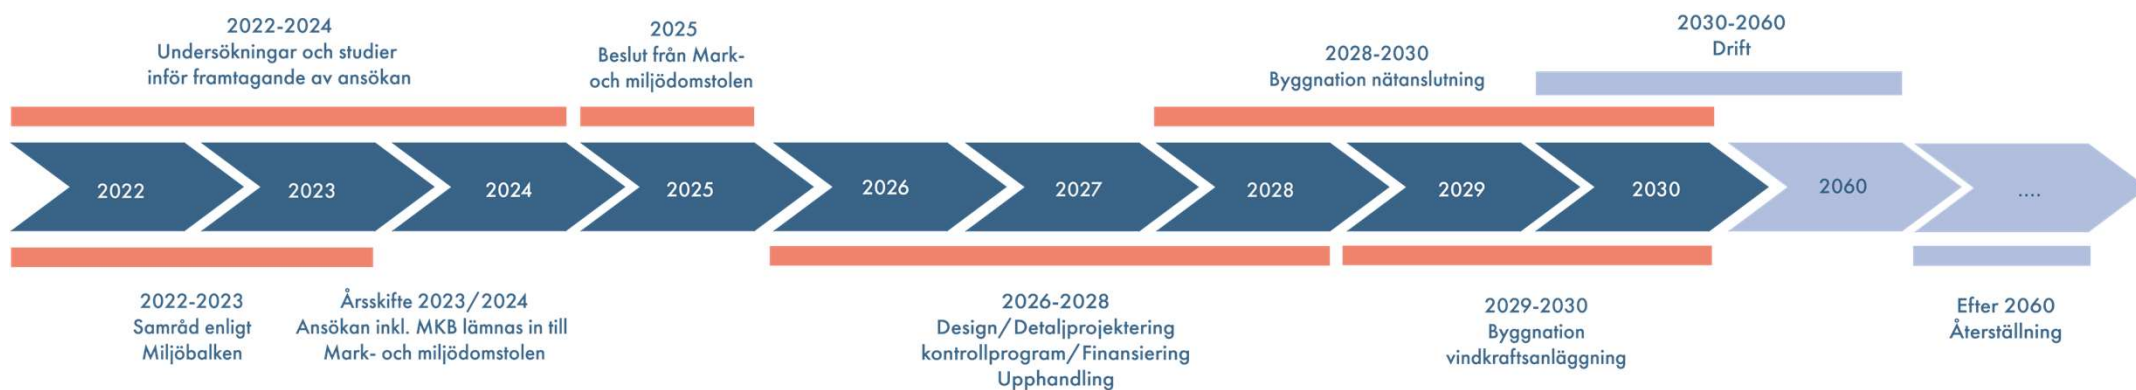 2022-2024
Undersökningar och studier
inför framtagande av ansökan
2025
Beslut från Mark-
och miljödomstolen
2028-2030
Byggnation nätanslutning
2030-2060
Drift
2022
2023
2024
2025
2026
2027
2028
2029
2030
2060
....
2022-2023
Samråd enligt
Miljöbalken
Årsskifte 2023/2024
Ansökan inkl. MKB lämnas in till
Mark- och miljödomstolen
2026-2028
Design/Detaljprojektering
kontrollprogram/Finansiering
Upphandling
2029-2030
Byggnation
vindkraftsanläggning
Efter 2060
Återställning